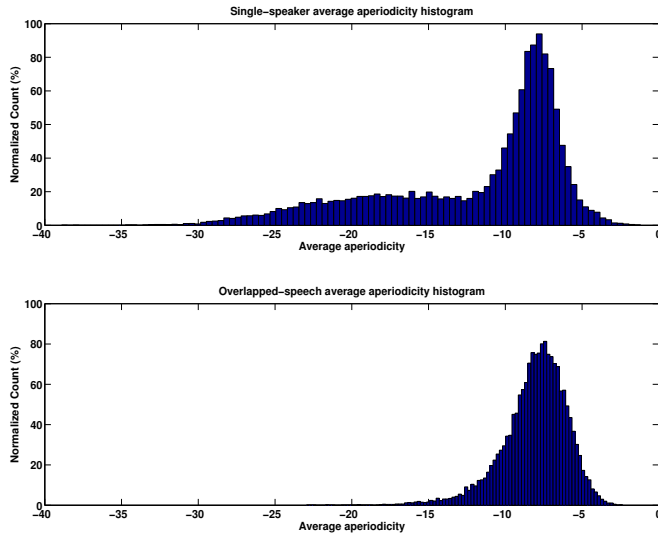 Single−speaker average aperiodicity histogram
100
80
60
40
20
0
Normalized Count (%)
−40 −35 −30 −25 −20 −15 −10 −5 0
Average aperiodicity
Overlapped−speech average aperiodicity histogram
100
80
60
40
20
0
Normalized Count (%)
−40 −35 −30 −25 −20 −15 −10 −5 0
Average aperiodicity